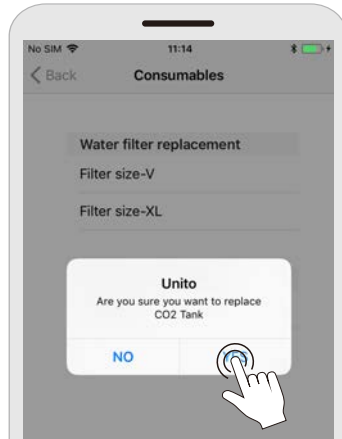 No SIM 11:14
Back Consumables
Water filter replacement
Filter size-V
Filter size-XL
Unito
Are you sure you want to replace
CO2 Tank
NO YES